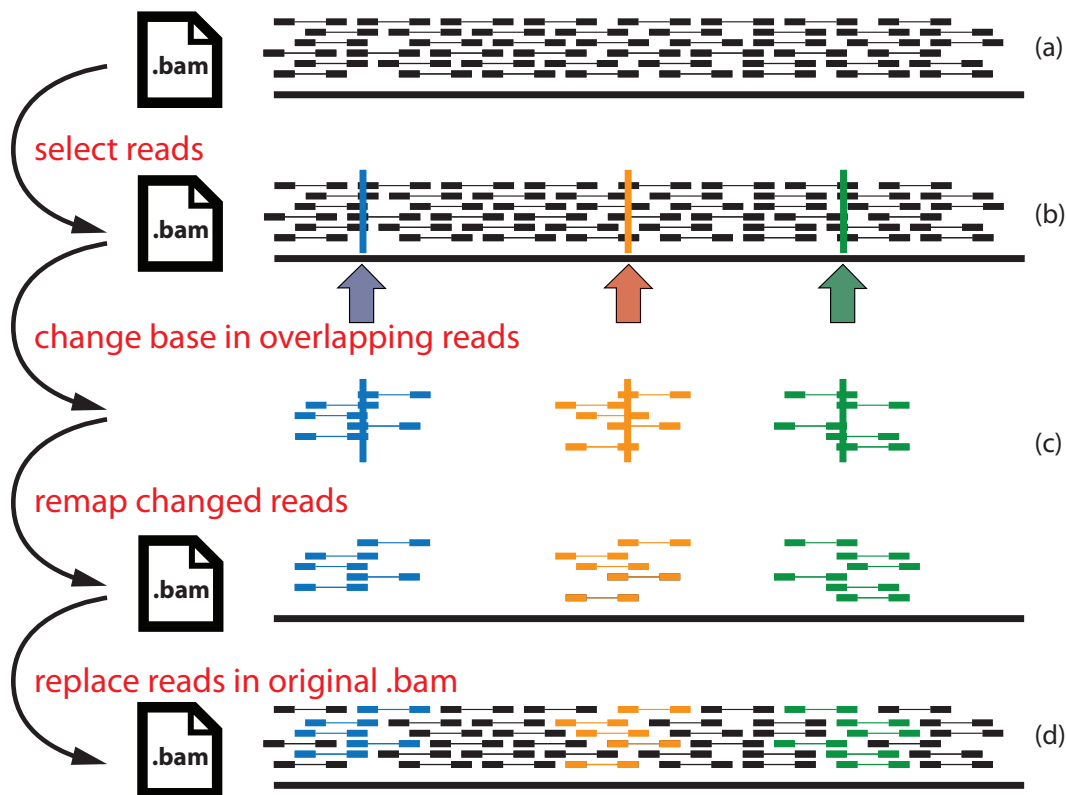 .bam
(a)
select reads
.bam
(b)
change base in overlapping reads
(c)
remap changed reads
.bam
replace reads in original .bam
.bam
(d)